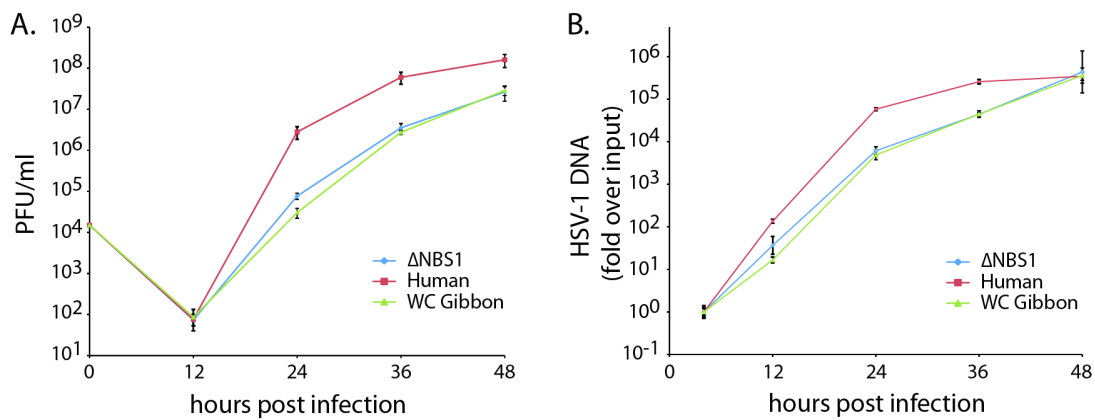 A.
10⁹
10⁸
10⁷
10⁶
10⁵
10⁴
10³
10²
10¹
PFU/ml
0 12 24 36 48
hours post infection
ΔNBS1
Human
WC Gibbon
B.
10⁶
10⁵
10⁴
10³
10²
10¹
10⁰
10⁻¹
HSV-1 DNA
(fold over input)
0 12 24 36 48
hours post infection
ΔNBS1
Human
WC Gibbon